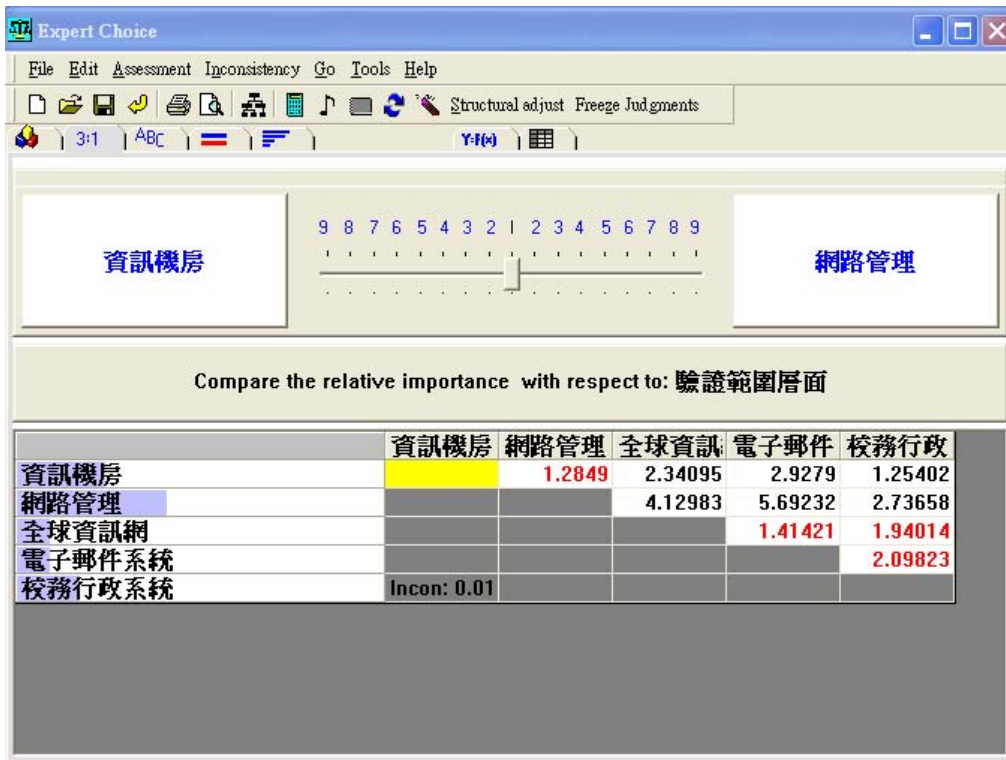 Expert Choice
File Edit Assessment Inconsistency Go Tools Help
Structural adjust Freeze Judgments
3:1 ABC Y=F(x)
9 8 7 6 5 4 3 2 1 2 3 4 5 6 7 8 9
資訊機房 網路管理
Compare the relative importance with respect to: 驗證範圍層面
資訊機房 網路管理 全球資訊 電子郵件 校務行政
資訊機房 1.2849 2.34095 2.9279 1.25402
網路管理 4.12983 5.69232 2.73658
全球資訊網 1.41421 1.94014
電子郵件系統 2.09823
校務行政系統 Incon: 0.01